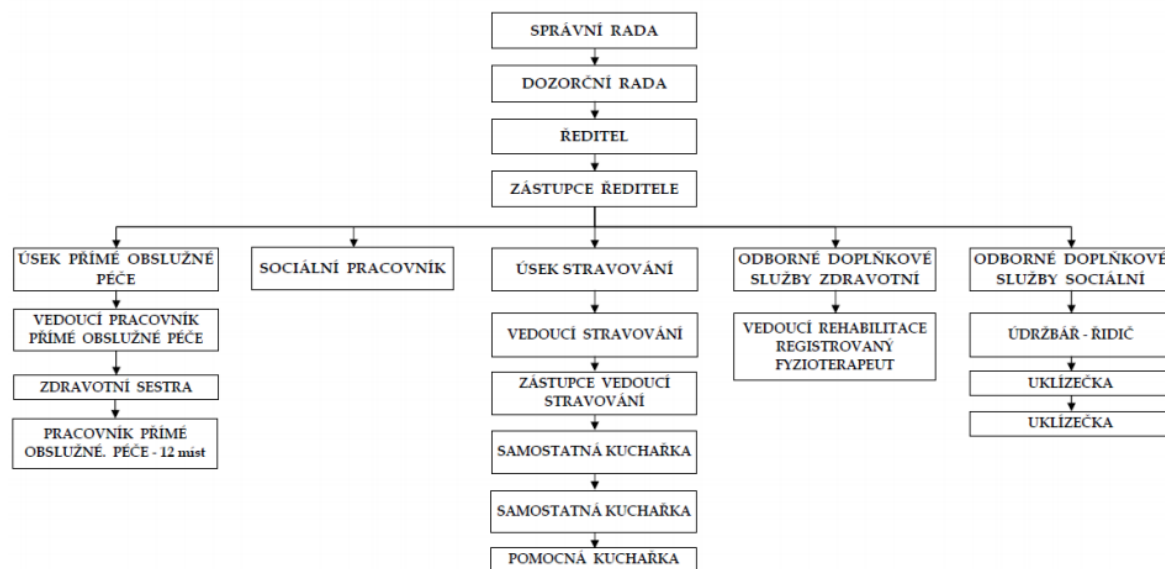 SPRÁVNÍ RADA
DOZORČNÍ RADA
ŘEDITEL
ZÁSTUPCE ŘEDITELE
ÚSEK PŘÍMÉ OBSLUŽNÉ
PÉČE
VEDOUCÍ PRACOVNÍK
PŘÍMÉ OBSLUŽNÉ PÉČE
ZDRAVOTNÍ SESTRA
PRACOVNÍK PŘÍMÉ
OBSLUŽNÉ. PÉČE - 12 míst
SOCIÁLNÍ PRACOVNÍK
ÚSEK STRAVOVÁNÍ
VEDOUCÍ STRAVOVÁNÍ
ZÁSTUPCE VEDOUCÍ
STRAVOVÁNÍ
SAMOSTATNÁ KUCHAŘKA
SAMOSTATNÁ KUCHAŘKA
POMOCNÁ KUCHAŘKA
ODBORNÉ DOPLŇKOVÉ
SLUŽBY ZDRAVOTNÍ
VEDOUCÍ REHABILITACE
REGISTROVANÝ
FYZIOTERAPEUT
ODBORNÉ DOPLŇKOVÉ
SLUŽBY SOCIÁLNÍ
ÚDRŽBÁŘ - ŘIDIČ
UKLÍZEČKA
UKLÍZEČKA